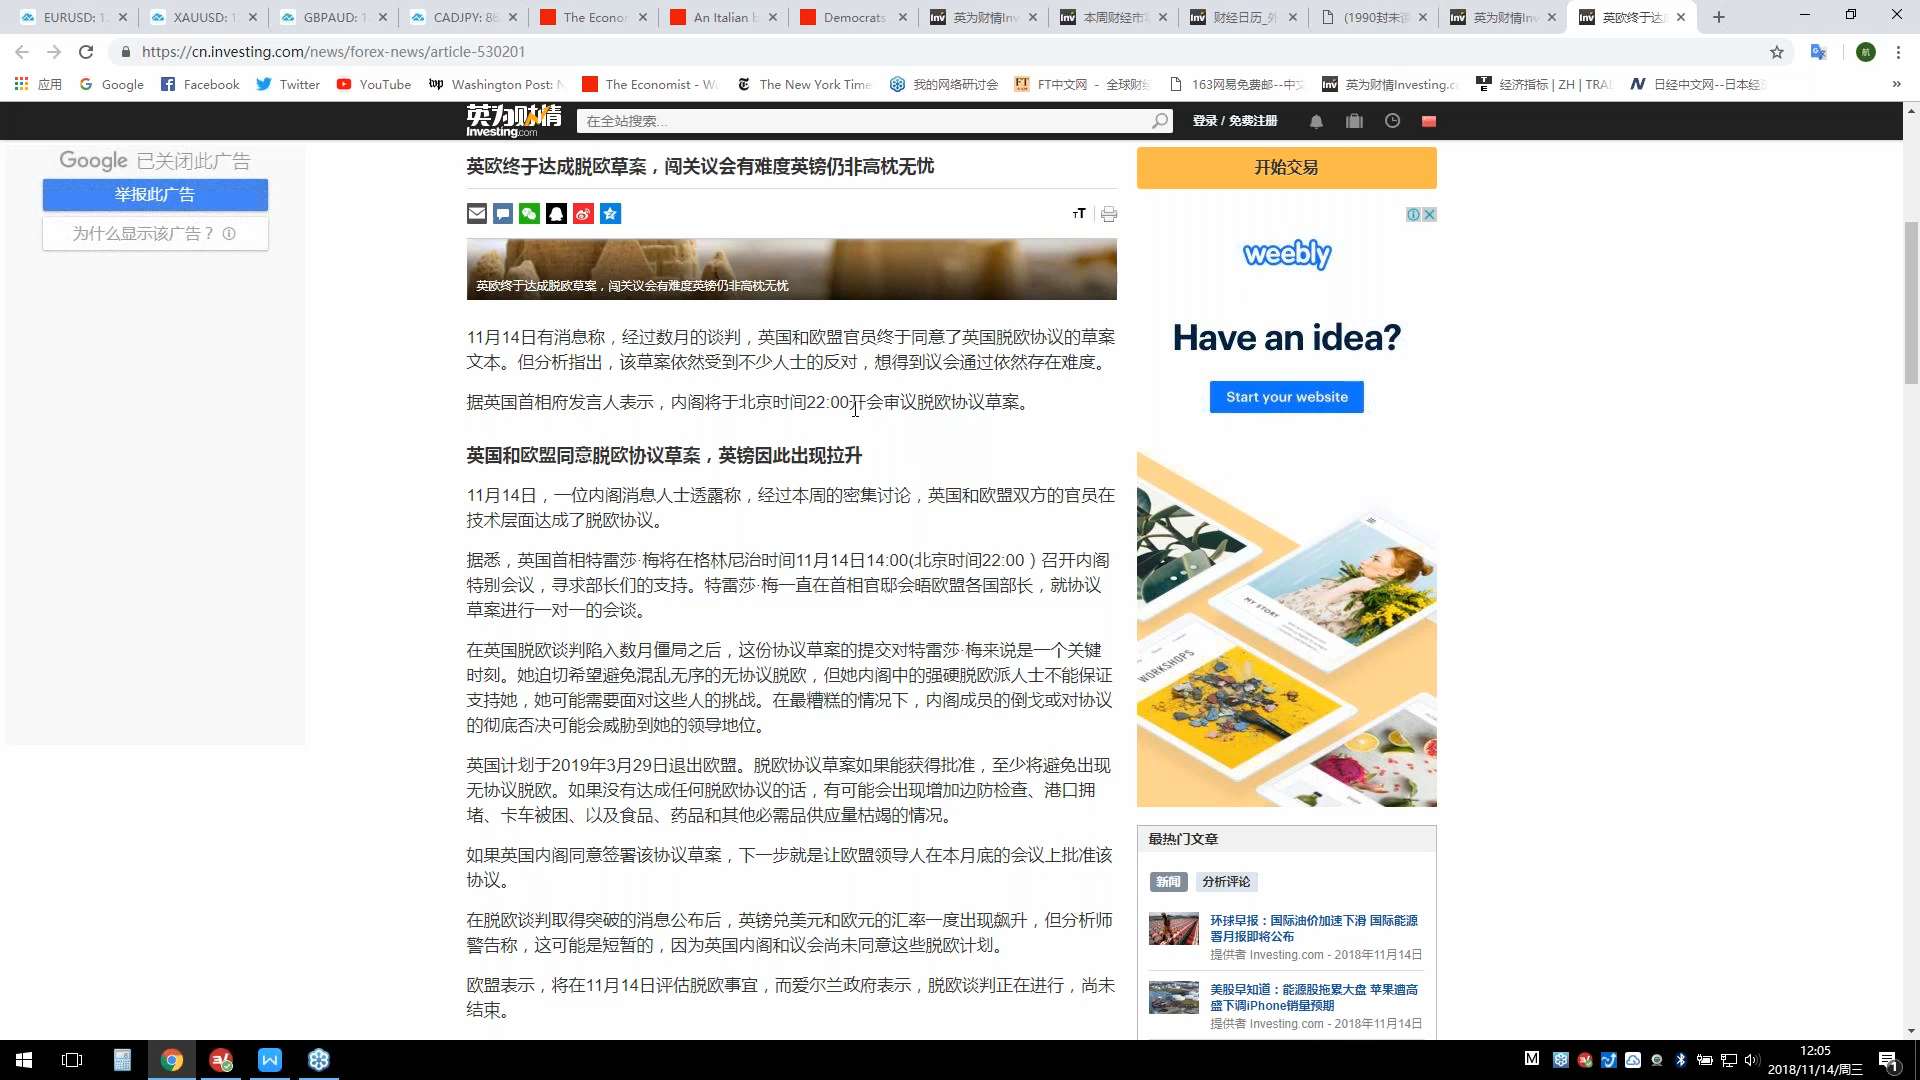 EURUSD: 1.
XAUUSD: 1
GBPAUD: 1.
CADJPY: 86
The Econor
An Italian b
Democrats
英为财情Inv
本周财经市场
财经日历_外
(1990封未读
英为财情Inv
英欧终于达
https://cn.investing.com/news/forex-news/article-530201
应用
Google
Facebook
Twitter
YouTube
Washington Post: N
The Economist - Wo
The New York Time
我的网络研讨会
FT中文网 - 全球财经
163网易免费邮--中文
英为财情Investing.co
经济指标 | ZH | TRAD
日经中文网--日本经
»
英为财情
Investing.com
在全站搜索...
登录 / 免费注册
Google 已关闭此广告
举报此广告
为什么显示该广告？
英欧终于达成脱欧草案，闯关议会有难度英镑仍非高枕无忧
开始交易
TT
英欧终于达成脱欧草案，闯关议会有难度英镑仍非高枕无忧
weebly
Have an idea?
Start your website
11月14日有消息称，经过数月的谈判，英国和欧盟官员终于同意了英国脱欧协议的草案
文本。但分析指出，该草案依然受到不少人士的反对，想得到议会通过依然存在难度。
据英国首相府发言人表示，内阁将于北京时间22:00开会审议脱欧协议草案。
英国和欧盟同意脱欧协议草案，英镑因此出现拉升
11月14日，一位内阁消息人士透露称，经过本周的密集讨论，英国和欧盟双方的官员在
技术层面达成了脱欧协议。
据悉，英国首相特雷莎·梅将在格林尼治时间11月14日14:00(北京时间22:00）召开内阁
特别会议，寻求部长们的支持。特雷莎·梅一直在首相官邸会晤欧盟各国部长，就协议
草案进行一对一的会谈。
在英国脱欧谈判陷入数月僵局之后，这份协议草案的提交对特雷莎·梅来说是一个关键
时刻。她迫切希望避免混乱无序的无协议脱欧，但她内阁中的强硬脱欧派人士不能保证
支持她，她可能需要面对这些人的挑战。在最糟糕的情况下，内阁成员的倒戈或对协议
的彻底否决可能会威胁到她的领导地位。
英国计划于2019年3月29日退出欧盟。脱欧协议草案如果能获得批准，至少将避免出现
无协议脱欧。如果没有达成任何脱欧协议的话，有可能会出现增加边防检查、港口拥
堵、卡车被困、以及食品、药品和其他必需品供应量枯竭的情况。
如果英国内阁同意签署该协议草案，下一步就是让欧盟领导人在本月底的会议上批准该
协议。
在脱欧谈判取得突破的消息公布后，英镑兑美元和欧元的汇率一度出现飙升，但分析师
警告称，这可能是短暂的，因为英国内阁和议会尚未同意这些脱欧计划。
欧盟表示，将在11月14日评估脱欧事宜，而爱尔兰政府表示，脱欧谈判正在进行，尚未
结束。
MY STORY
WORKSHOPS
最热门文章
新闻
分析评论
环球早报：国际油价加速下滑 国际能源
署月报即将公布
提供者 Investing.com - 2018年11月14日
美股早知道：能源股拖累大盘 苹果遭高
盛下调iPhone销量预期
提供者 Investing.com - 2018年11月14日
12:05
2018/11/14/周三
1